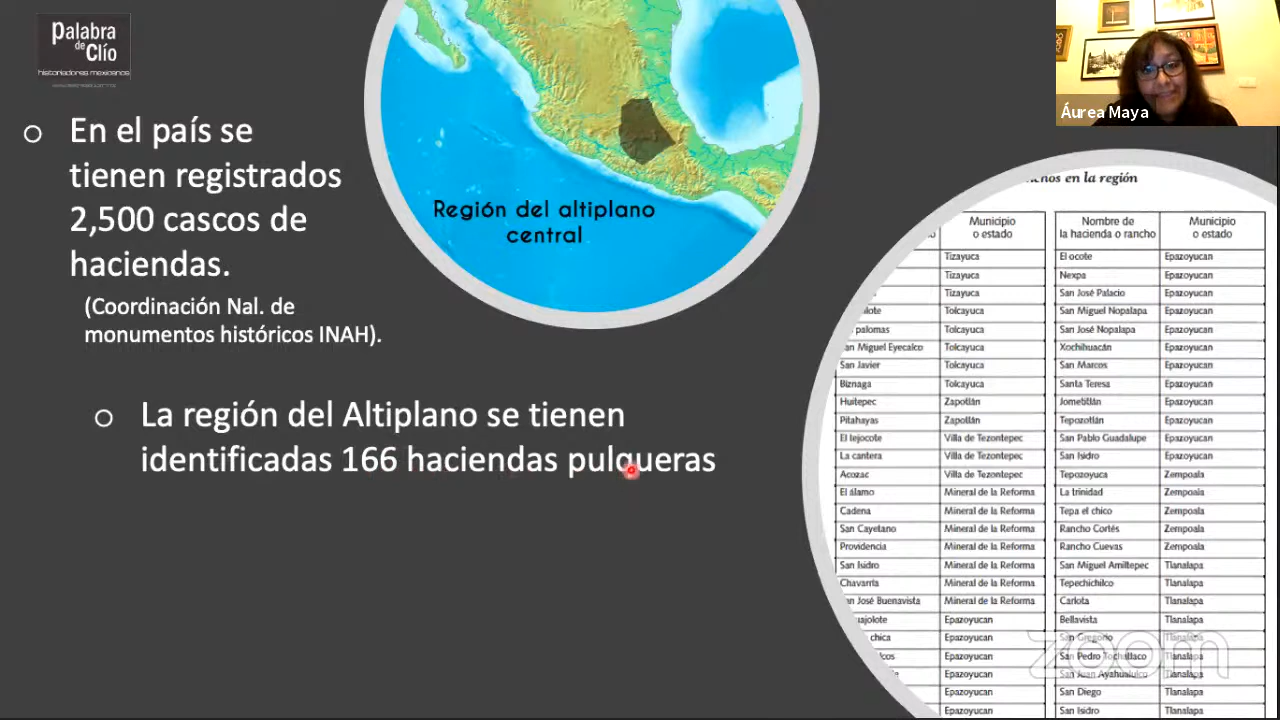 Palabra
de
Clío
historiadores mexicanos
En el país se
tienen registrados
2,500 cascos de
haciendas.
(Coordinación Nal. de
monumentos históricos INAH).
La región del Altiplano se tienen
identificadas 166 haciendas pulqueras
Región del altiplano
central
Áurea Maya
en la región
Municipio Nombre de Municipio
o estado la hacienda o rancho o estado
Tizayuca El ocote Epazoyucan
Tizayuca Nexpa Epazoyucan
Tizayuca San José Palacio Epazoyucan
Tolcayuca San Miguel Nopalapa Epazoyucan
palomas Tolcayuca San José Nopalapa Epazoyucan
San Miguel Eyecalco Tolcayuca Xochihuacán Epazoyucan
San Javier Tolcayuca San Marcos Epazoyucan
Biznaga Tolcayuca Santa Teresa Epazoyucan
Huitepec Zapotlán Jometitlán Epazoyucan
Pitahayas Zapotlán Tepozotlán Epazoyucan
El tejocote Villa de Tezontepec San Pablo Guadalupe Epazoyucan
La cantera Villa de Tezontepec San Isidro Epazoyucan
Acozac Villa de Tezontepec Tepozoyuca Zempoala
El álamo Mineral de la Reforma La trinidad Zempoala
Cadena Mineral de la Reforma Tepa el chico Zempoala
San Cayetano Mineral de la Reforma Rancho Cortés Zempoala
Providencia Mineral de la Reforma Rancho Cuevas Zempoala
San Isidro Mineral de la Reforma San Miguel Amiltepec Tlanalapa
Chavarría Mineral de la Reforma Tepechichilco Tlanalapa
San José Buenavista Mineral de la Reforma Carlota Tlanalapa
Epazoyucan Bellavista Tlanalapa
chica Epazoyucan San Gregorio Tlanalapa
Epazoyucan San Pedro Tochatlaco Tlanalapa
Epazoyucan San Juan Ayahualulco Tlanalapa
Epazoyucan San Diego Tlanalapa
Epazoyucan San Isidro Tlanalapa
zoom